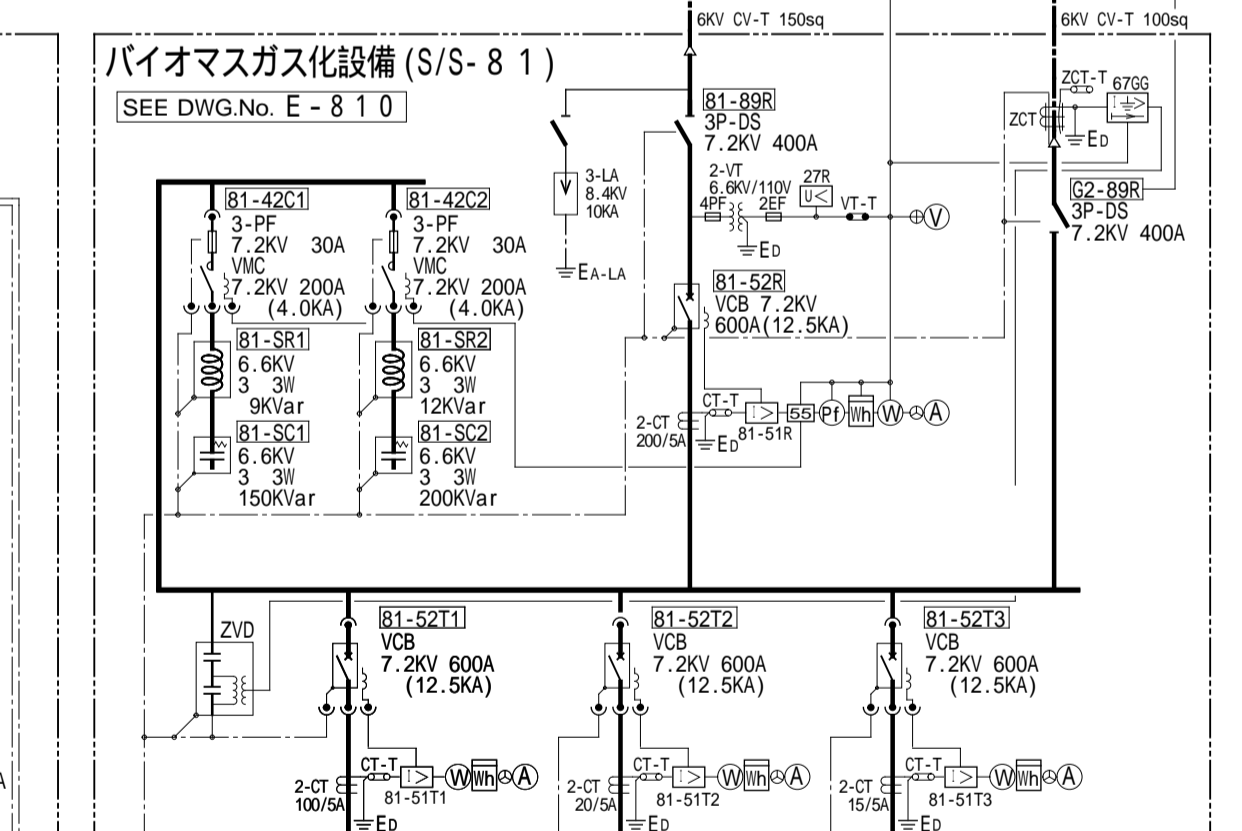 6KV CV-T 150sq
6KV CV-T 100sq
バイオマスガス化設備(S/S-81)
SEE DWG.No. E-810
ZCT-T
67GG
ZCT
I >
ED
81-89R
3P-DS
7.2KV 400A
3-LA
8.4KV
10KA
EA-LA
2-VT
6.6KV/110V
4PF
2EF
27R
U<
VT-T
V
ED
G2-89R
3P-DS
7.2KV 400A
81-42C1
3-PF
7.2KV 30A
VMC
7.2KV 200A
(4.0KA)
81-42C2
3-PF
7.2KV 30A
VMC
7.2KV 200A
(4.0KA)
81-52R
VCB 7.2KV
600A(12.5KA)
81-SR1
6.6KV
3 3W
9KVar
81-SR2
6.6KV
3 3W
12KVar
81-SC1
6.6KV
3 3W
150KVar
81-SC2
6.6KV
3 3W
200KVar
2-CT
200/5A
CT-T
ED
I >
81-51R
55
Pf
Wh
W
A
ZVD
81-52T1
VCB
7.2KV 600A
(12.5KA)
81-52T2
VCB
7.2KV 600A
(12.5KA)
81-52T3
VCB
7.2KV 600A
(12.5KA)
2-CT
100/5A
CT-T
I >
81-51T1
W
Wh
A
ED
2-CT
20/5A
CT-T
I >
81-51T2
W
Wh
A
ED
2-CT
15/5A
CT-T
I >
81-51T3
W
Wh
A
ED